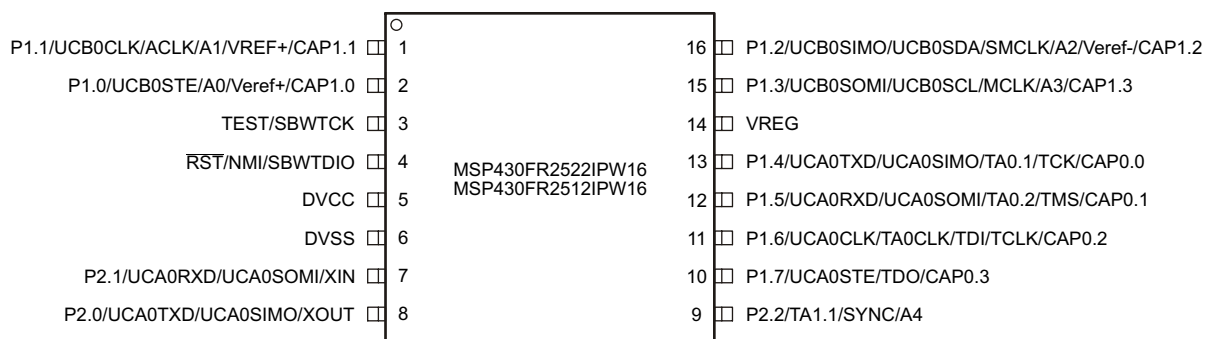 P1.1/UCB0CLK/ACLK/A1/VREF+/CAP1.1 1
P1.0/UCB0STE/A0/Veref+/CAP1.0 2
TEST/SBWTCK 3
RST/NMI/SBWTDIO 4
DVCC 5
DVSS 6
P2.1/UCA0RXD/UCA0SOMI/XIN 7
P2.0/UCA0TXD/UCA0SIMO/XOUT 8
MSP430FR2522IPW16
MSP430FR2512IPW16
16 P1.2/UCB0SIMO/UCB0SDA/SMCLK/A2/Veref-/CAP1.2
15 P1.3/UCB0SOMI/UCB0SCL/MCLK/A3/CAP1.3
14 VREG
13 P1.4/UCA0TXD/UCA0SIMO/TA0.1/TCK/CAP0.0
12 P1.5/UCA0RXD/UCA0SOMI/TA0.2/TMS/CAP0.1
11 P1.6/UCA0CLK/TA0CLK/TDI/TCLK/CAP0.2
10 P1.7/UCA0STE/TDO/CAP0.3
9 P2.2/TA1.1/SYNC/A4